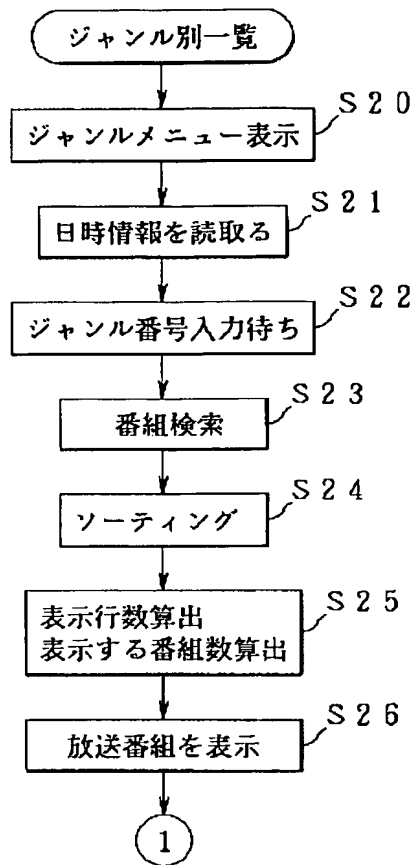 ジャンル別一覧
S20
ジャンルメニュー表示
S21
日時情報を読取る
S22
ジャンル番号入力待ち
S23
番組検索
S24
ソーティング
S25
表示行数算出
表示する番組数算出
S26
放送番組を表示
1